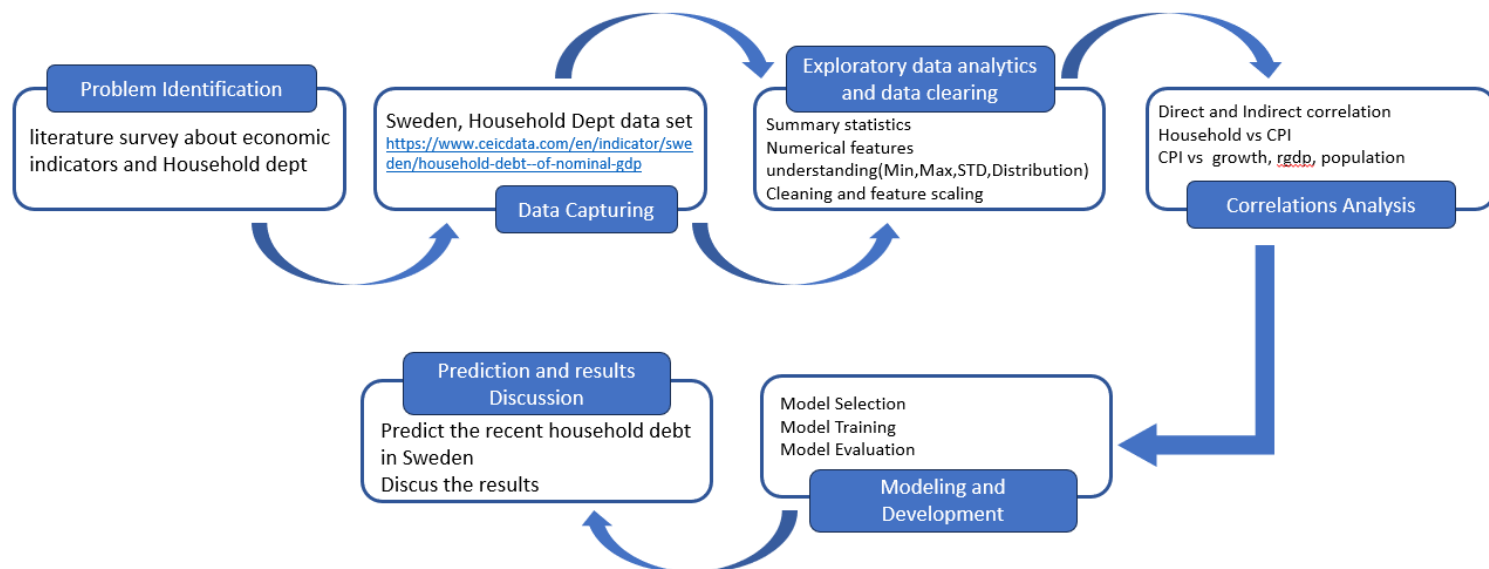 Problem Identification
literature survey about economic
indicators and Household dept
Sweden, Household Dept data set
https://www.ceicdata.com/en/indicator/swe
den/household-debt--of-nominal-gdp
Data Capturing
Exploratory data analytics
and data clearing
Summary statistics
Numerical features
understanding(Min,Max,STD,Distribution)
Cleaning and feature scaling
Direct and Indirect correlation
Household vs CPI
CPI vs growth, rgdp, population
Correlations Analysis
Model Selection
Model Training
Model Evaluation
Modeling and
Development
Prediction and results
Discussion
Predict the recent household debt
in Sweden
Discus the results